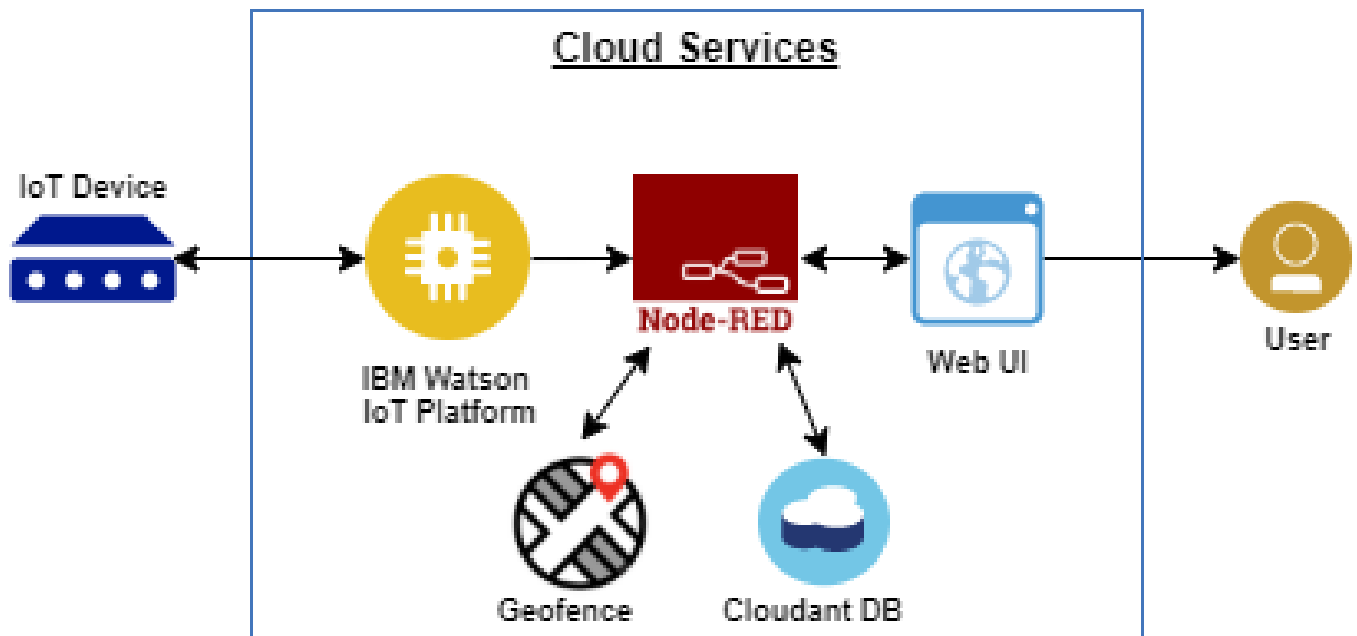 Cloud Services
IoT Device
IBM Watson
IoT Platform
Node-RED
Web UI
User
Geofence
Cloudant DB